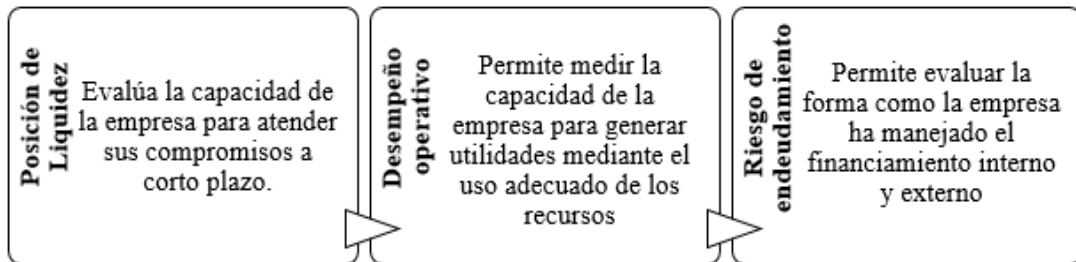 Posición de
Liquidez
Evalúa la capacidad de
la empresa para atender
sus compromisos a
corto plazo.
Desempeño
operativo
Permite medir la
capacidad de la
empresa para generar
utilidades mediante el
uso adecuado de los
recursos
Riesgo de
endeudamiento
Permite evaluar la
forma como la empresa
ha manejado el
financiamiento interno
y externo